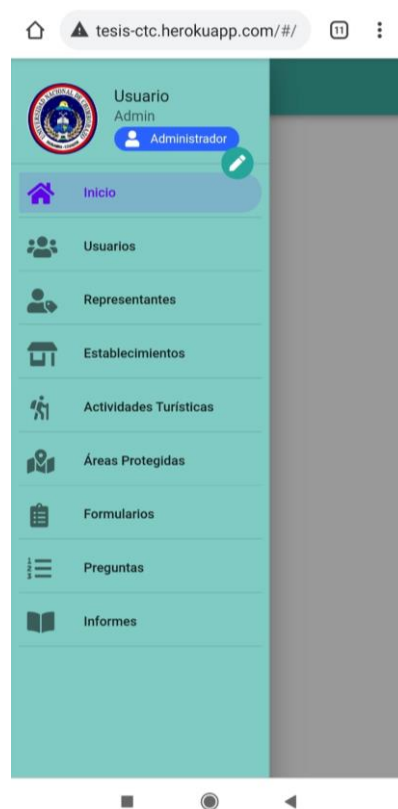 tesis-ctc.herokuapp.com/#/
11
Usuario
Admin
Administrador
Inicio
Usuarios
Representantes
Establecimientos
Actividades Turísticas
Áreas Protegidas
Formularios
Preguntas
Informes